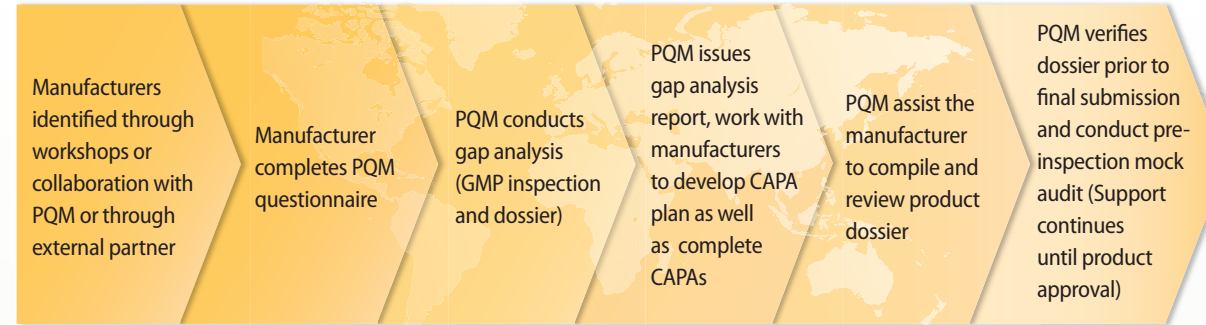 Manufacturers
identified through
workshops or
collaboration with
PQM or through
external partner
Manufacturer
completes PQM
questionnaire
PQM conducts
gap analysis
(GMP inspection
and dossier)
PQM issues
gap analysis
report, work with
manufacturers
to develop CAPA
plan as well
as complete
CAPAs
PQM assist the
manufacturer
to compile and
review product
dossier
PQM verifies
dossier prior to
final submission
and conduct pre-
inspection mock
audit (Support
continues
until product
approval)